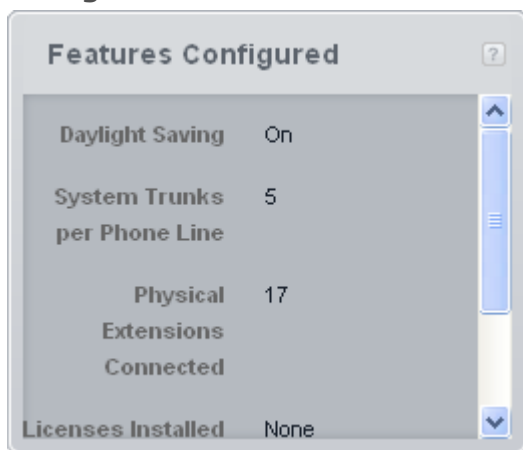 Features Configured ?
Daylight Saving On
System Trunks 5
per Phone Line
Physical 17
Extensions
Connected
Licenses Installed None